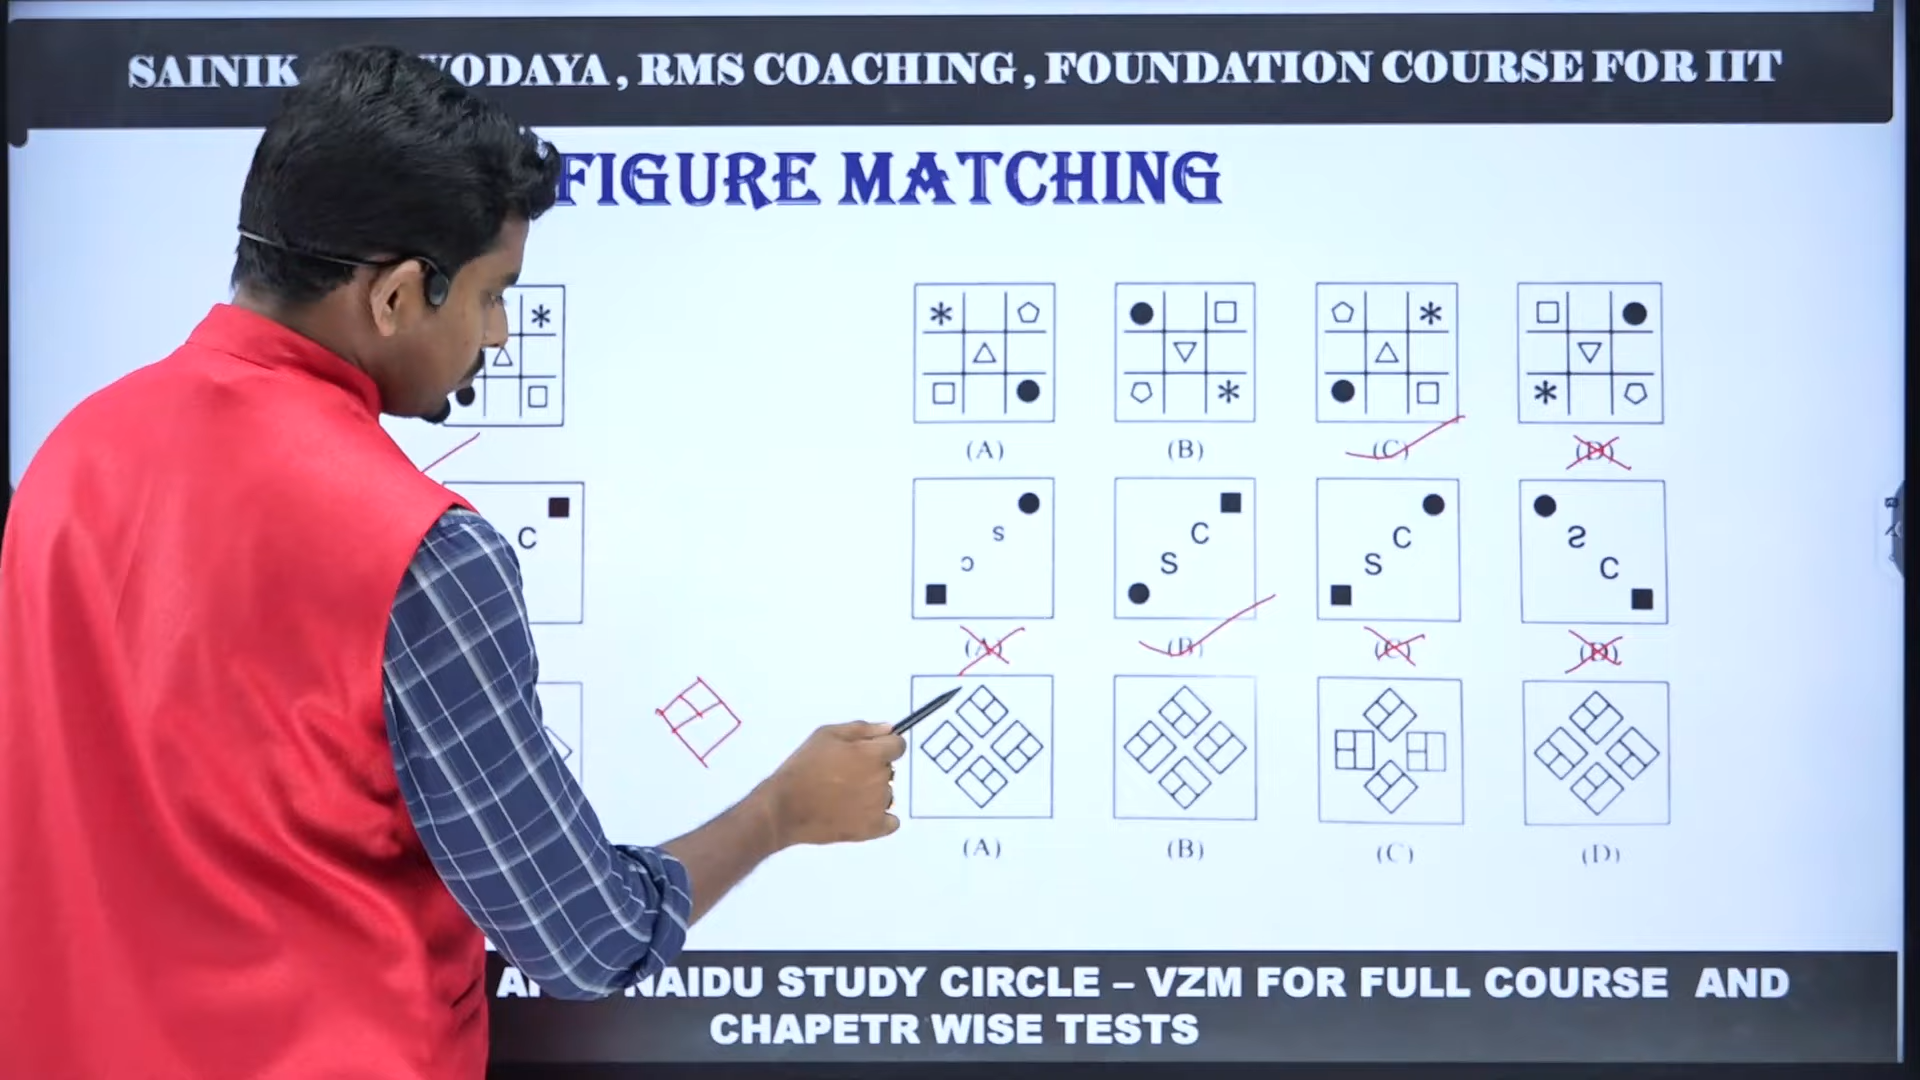 SAINIK YODAYA , RMS COACHING , FOUNDATION COURSE FOR IIT
FIGURE MATCHING
(A) (B) (C) (D)
C
S C
S C
S C
C
(A) (B) (C) (D)
(A) (B) (C) (D)
NAIDU STUDY CIRCLE – VZM FOR FULL COURSE AND
CHAPETR WISE TESTS